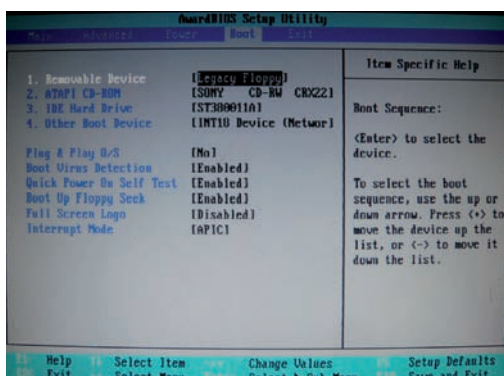 AwardBIOS Setup Utility
Main Advanced Power Boot Exit
Item Specific Help
1. Removable Device [Legacy Floppy]
2. ATAPI CD-ROM [SONY CD-RW CRX22]
3. IDE Hard Drive [ST380011A]
4. Other Boot Device [INT18 Device (Networ]
Plug & Play O/S [No]
Boot Virus Detection [Enabled]
Quick Power On Self Test [Enabled]
Boot Up Floppy Seek [Enabled]
Full Screen Logo [Disabled]
Interrupt Mode [APIC]
Boot Sequence:
<Enter> to select the
device.
To select the boot
sequence, use the up or
down arrow. Press <+> to
move the device up the
list, or <-> to move it
down the list.
Help Select Item Change Values Setup Defaults
Exit Select Menu Save and Exit